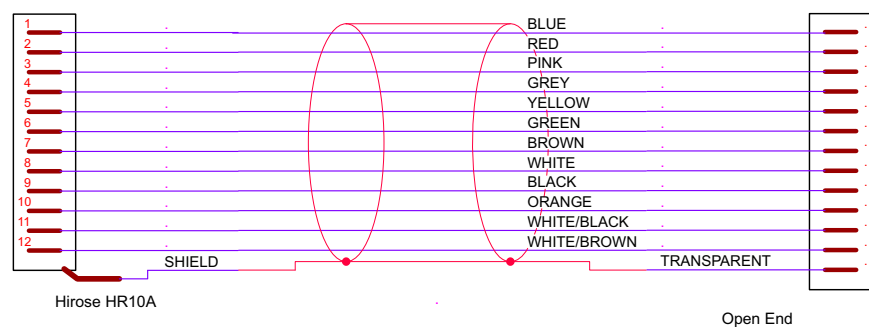 1 BLUE
2 RED
3 PINK
4 GREY
5 YELLOW
6 GREEN
7 BROWN
8 WHITE
9 BLACK
10 ORANGE
11 WHITE/BLACK
12 WHITE/BROWN
SHIELD TRANSPARENT
Hirose HR10A
Open End